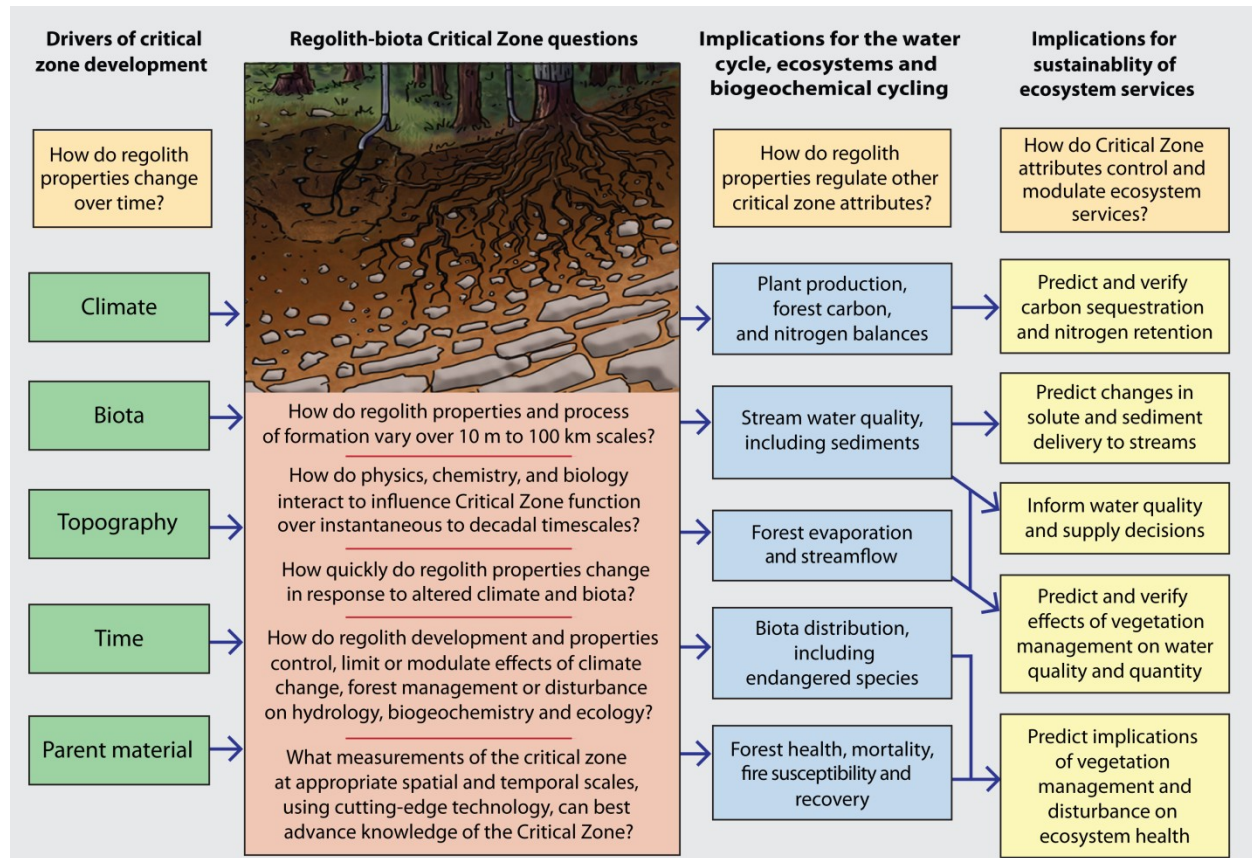 Drivers of critical
zone development
How do regolith
properties change
over time?
Climate
Biota
Topography
Time
Parent material
Regolith-biota Critical Zone questions
How do regolith properties and process
of formation vary over 10 m to 100 km scales?
How do physics, chemistry, and biology
interact to influence Critical Zone function
over instantaneous to decadal timescales?
How quickly do regolith properties change
in response to altered climate and biota?
How do regolith development and properties
control, limit or modulate effects of climate
change, forest management or disturbance
on hydrology, biogeochemistry and ecology?
What measurements of the critical zone
at appropriate spatial and temporal scales,
using cutting-edge technology, can best
advance knowledge of the Critical Zone?
Implications for the water
cycle, ecosystems and
biogeochemical cycling
How do regolith
properties regulate other
critical zone attributes?
Plant production,
forest carbon,
and nitrogen balances
Stream water quality,
including sediments
Forest evaporation
and streamflow
Biota distribution,
including
endangered species
Forest health, mortality,
fire susceptibility and
recovery
Implications for
sustainablity of
ecosystem services
How do Critical Zone
attributes control and
modulate ecosystem
services?
Predict and verify
carbon sequestration
and nitrogen retention
Predict changes in
solute and sediment
delivery to streams
Inform water quality
and supply decisions
Predict and verify
effects of vegetation
management on water
quality and quantity
Predict implications
of vegetation
management and
disturbance on
ecosystem health